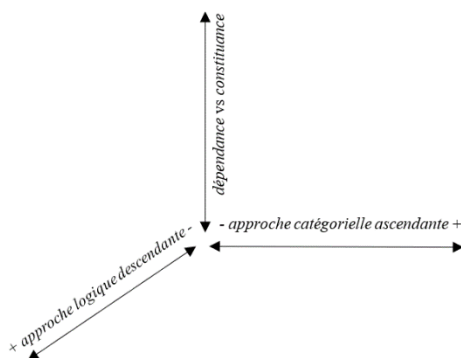 dépendance vs constituance
- approche catégorielle ascendante +
+ approche logique descendante -